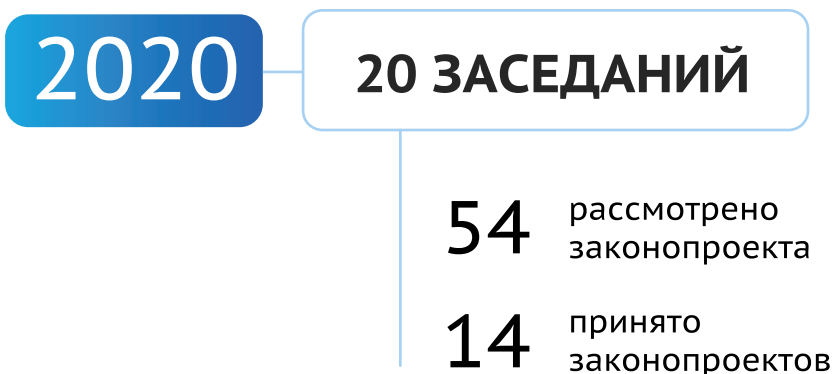 2020
20 ЗАСЕДАНИЙ
54 рассмотрено
законопроекта
14 принято
законопроектов